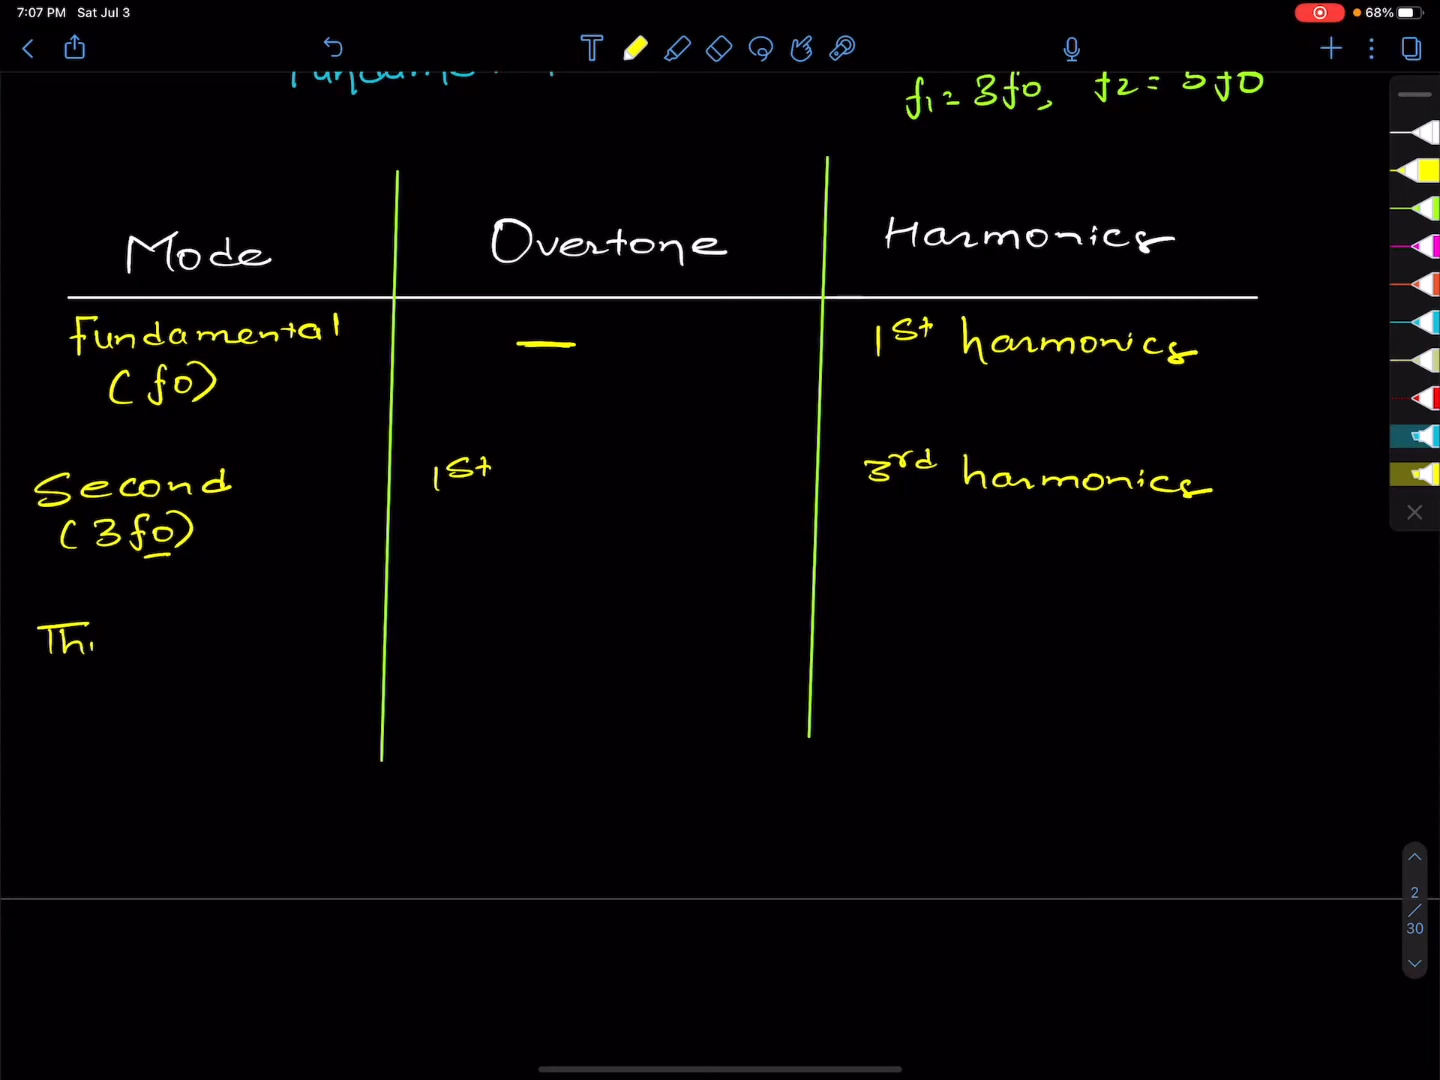 7:07 PM Sat Jul 3
68%
f1 = 3f0, f2 = 5f0
Mode Overtone Harmonics
Fundamental — 1st harmonics
(f0)
Second 1st 3rd harmonics
(3f0)
Thi
2
/
30